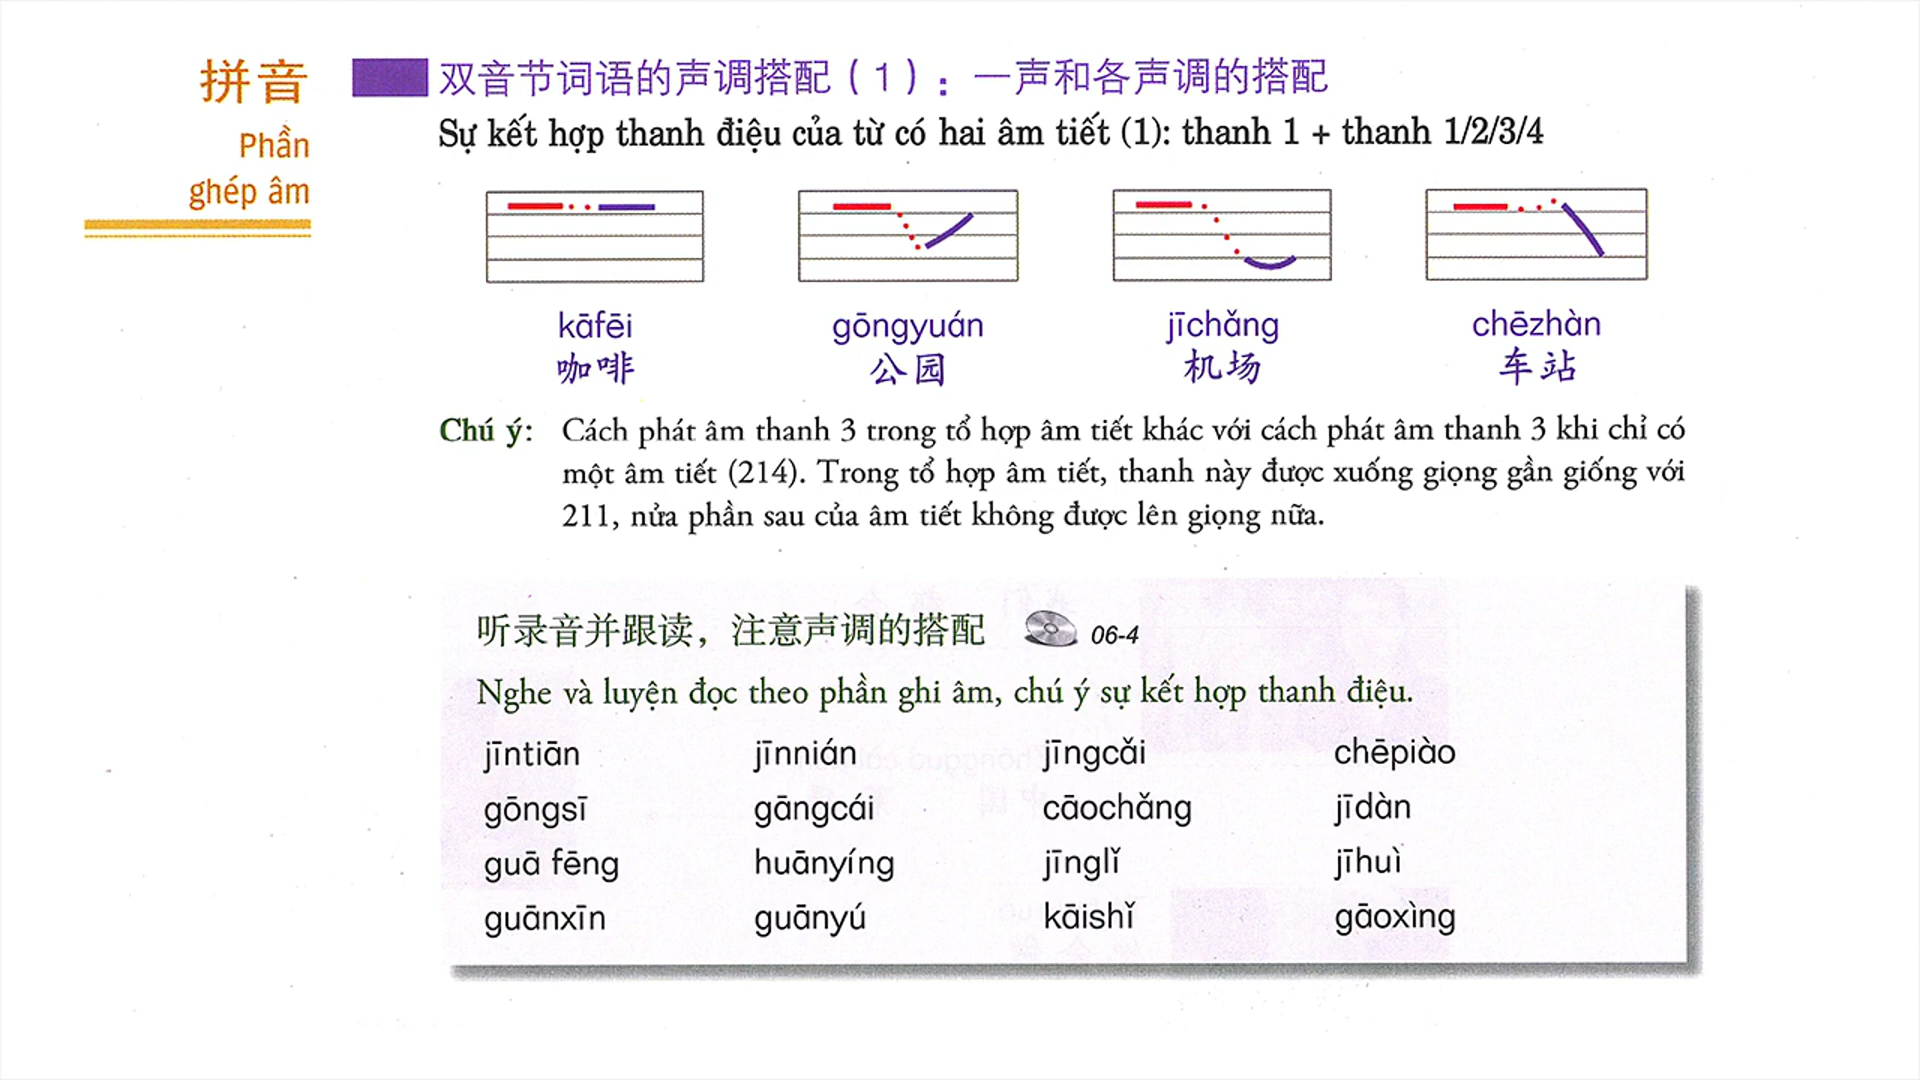 拼音
Phần
ghép âm
双音节词语的声调搭配（1）：一声和各声调的搭配
Sự kết hợp thanh điệu của từ có hai âm tiết (1): thanh 1 + thanh 1/2/3/4
kāfēi gōngyuán jīchǎng chēzhàn
咖啡 公园 机场 车站
Chú ý: Cách phát âm thanh 3 trong tổ hợp âm tiết khác với cách phát âm thanh 3 khi chỉ có
một âm tiết (214). Trong tổ hợp âm tiết, thanh này được xuống giọng gần giống với
211, nửa phần sau của âm tiết không được lên giọng nữa.
听录音并跟读，注意声调的搭配 06-4
Nghe và luyện đọc theo phần ghi âm, chú ý sự kết hợp thanh điệu.
jīntiān jīnnián jīngcǎi chēpiào
gōngsī gāngcái cāochǎng jīdàn
guā fēng huānyíng jīnglǐ jīhuì
guānxīn guānyú kāishǐ gāoxìng